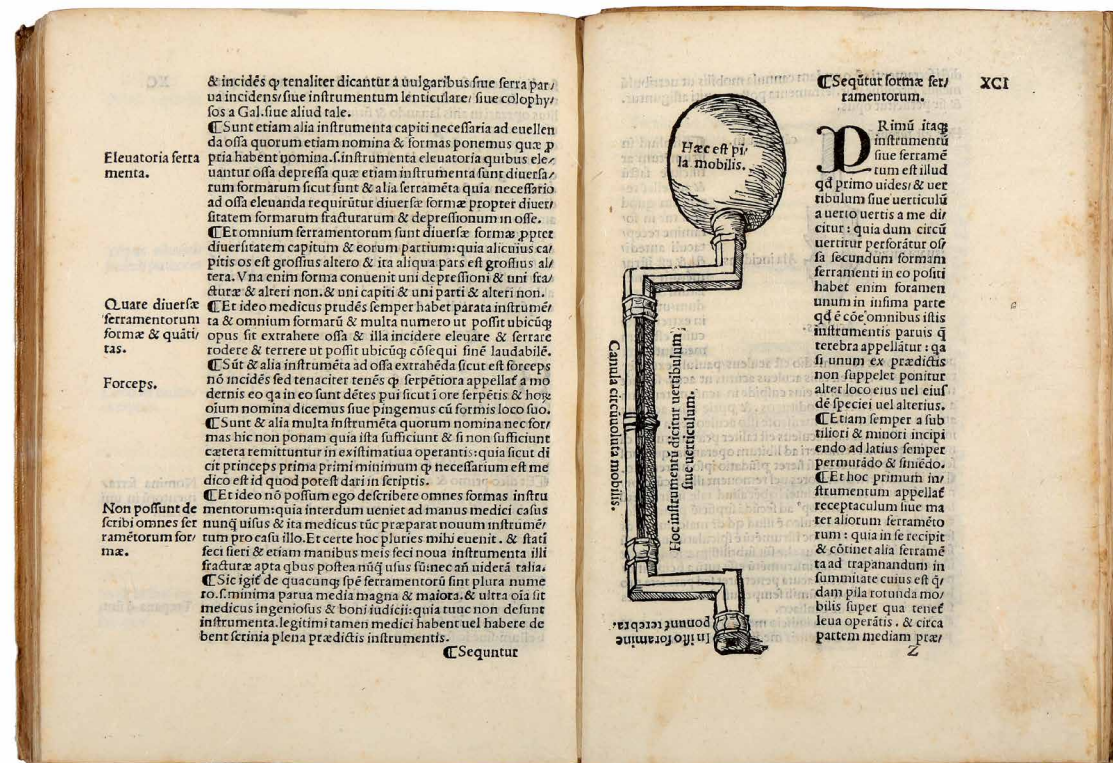 & incidẽs ꝙ tenaliter dicantur a uulgaribus siue serra par/
ua incidens/siue instrumentum lenticulare/ siue colophy/
sos a Gal. siue aliud tale.
¶Sunt etiam alia instrumenta capiti necessaria ad euellen
da ossa quorum etiam nomina & formas ponemus quæ ꝓ
pria habent nomina.s.instrumenta eleuatoria quibus ele/
uantur ossa depressa quæ etiam instrumenta sunt diuersa/
rum formarum sicut sunt & alia serramẽta quia necessario
ad ossa eleuanda requirũtur diuersæ formæ propter diuer/
sitatem formarum fracturarum & depressionum in osse.
¶Et omnium ferramentorum sunt diuersæ formæ ꝓpter
diuersitatem capitum & eorum partium:quia alicuius ca/
pitis os est grossius altero & ita aliqua pars est grossius al/
tera. Vna enim forma conuenit uni depressioni & uni fra/
cturæ & alteri non. & uni capiti & uni parti & alteri non.
¶Et ideo medicus prudẽs semper habet parata instrumẽ/
ta & omnium formarũ & multa numero ut possit ubicũqꝫ
opus sit extrahere ossa & illa incidere eleuare & serrare
rodere & terrere ut possit ubicũqꝫ cõsequi finẽ laudabilẽ.
¶Sũt & alia instrumẽta ad ossa extrahẽda sicut est forceps
nõ incidẽs sed tenaciter tenẽs ꝙ serpẽtiora appellat̃ a mo/
dernis eo qa in eo sunt dẽtes pui sicut ĩ ore serpẽtis & hoꝝ
oium nomina dicemus siue pingemus cũ formis loco suo.
¶Sunt & alia multa instrumẽta quorum nomina nec for/
mas hic non ponam quia ista sufficiunt & si non sufficiunt
cætera remittuntur in existimatiua operantis:quia sicut di
cit princeps prima primi minimum ꝙ necessarium est me
dico est id quod potest dari in scriptis.
¶Et ideo nõ possum ego describere omnes formas instru
mentorum:quia interdum ueniet ad manus medici casus
nunq̃ uisus & ita medicus tũc præparat nouum instrumẽ/
tum pro casu illo. Et certe hoc pluries mihi euenit. & statĩ
feci fieri & etiam manibus meis feci noua instrumenta illi
fracturæ apta qbus postea nũq̃ usus sũ:nec añ uiderã talia.
¶Sic igit̃ de quacunqꝫ spẽ ferramentorũ sint plura nume
ro.s.minima parua media magna & maiora. & ultra oĩa sit
medicus ingeniosus & boni iudicii:quia tuuc non desunt
instrumenta. legitimi tamen medici habent uel habere de
bent scrinia plena prædictis instrumentis.
¶Sequntur
Eleuatoria ferra
menta.
Quare diuersæ
ferramentorum
formæ & quãti/
tas.
Forceps.
Non possunt de
scribi omnes fer
ramẽtorum for/
mæ.
XCI
¶Sequũtur formæ fer/
ramentorum.
PRimũ itaqꝫ
instrumentũ
siue ferramẽ
tum est illud
qđ primo uides/ & uer
tibulum siue uerticulũ
a uerto uertis a me di/
citur : quia dum circũ
uertitur perforãtur os/
sa secundum formam
ferramenti in eo positi
habet enim foramen
unum in infima parte
qđ ẽ cõe omnibus istis
instrumentis paruis q̃
terebra appellãtur : qa
si unum ex prædictis
non suppetet ponitur
alter loco eius uel eius
dẽ speciei uel alterius.
¶Etiam semper a sub
tiliori & minori incipi
endo ad latius semper
permutãdo & finiẽdo.
¶Et hoc primum in/
strumentum appellat̃
receptaculum siue ma
ter aliorum ferramẽto
rum : quia in se recipit
& cõtinet alia ferramẽ
ta ad trapanandum in
summitate cuius est q̃/
dam pila rotunda mo/
bilis super qua tenet̃
leua operãtis. & circa
partem mediam præ/
Z
Hæc est pi/
la mobilis.
Canula circũuoluta mobilis.
Hoc instrumentũ dicitur uertibulum
siue uerticulum.
In isto foramine
ponunt̃ terebra.